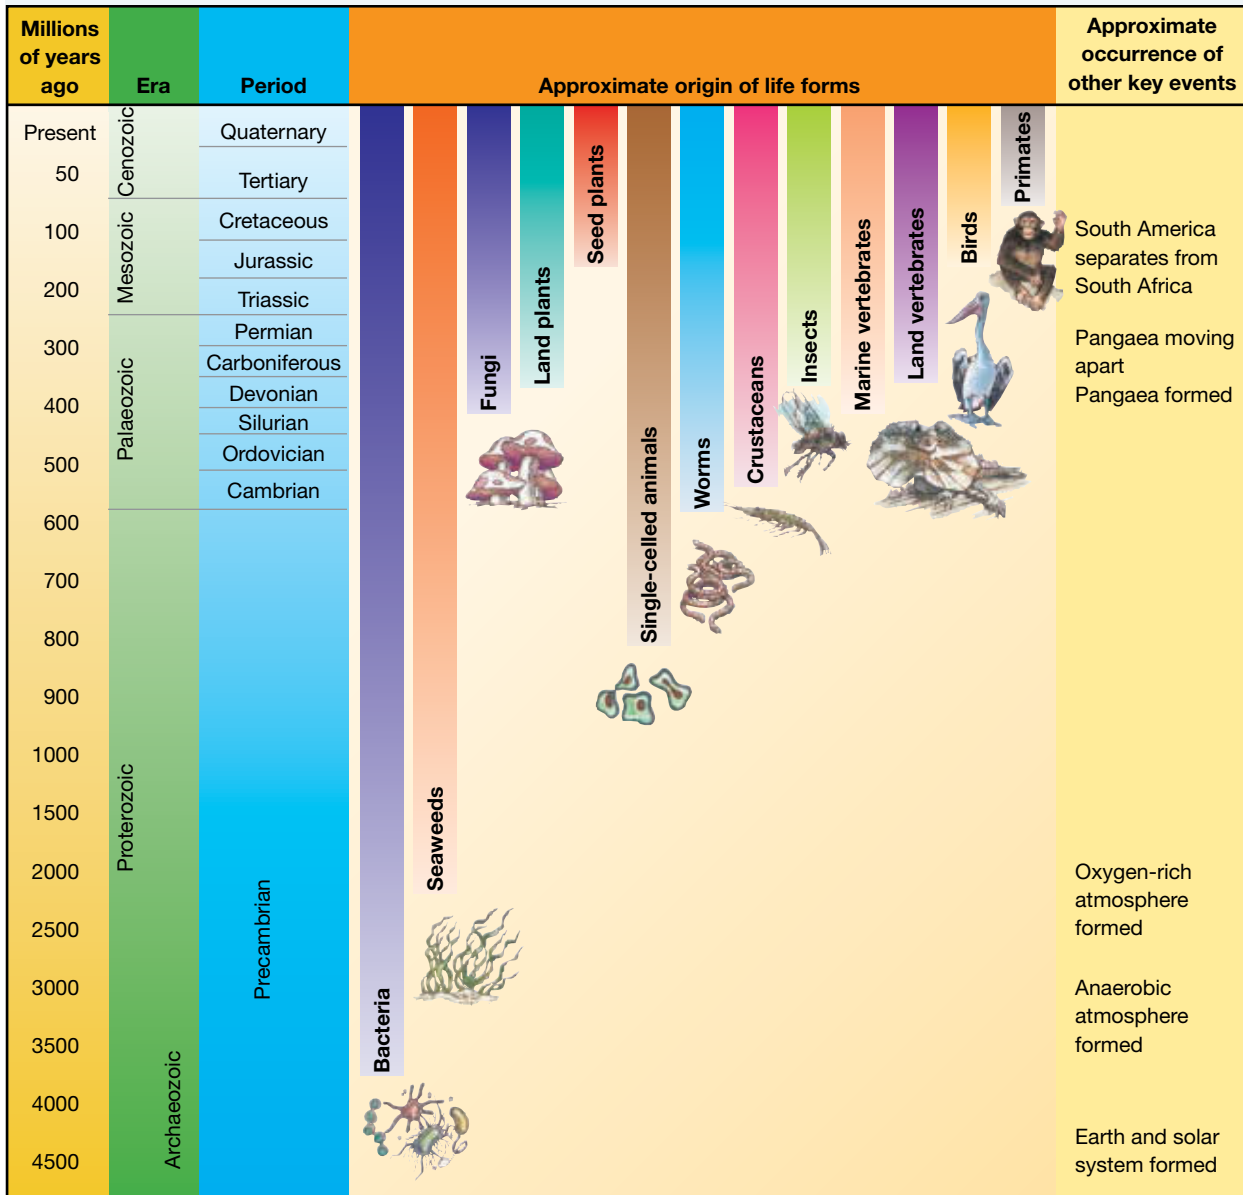 Millions
of years
ago
Era
Period
Approximate origin of life forms
Approximate
occurrence of
other key events
Present
50
100
200
300
400
500
600
700
800
900
1000
1500
2000
2500
3000
3500
4000
4500
Cenozoic
Mesozoic
Palaeozoic
Proterozoic
Archaeozoic
Quaternary
Tertiary
Cretaceous
Jurassic
Triassic
Permian
Carboniferous
Devonian
Silurian
Ordovician
Cambrian
Precambrian
Bacteria
Seaweeds
Fungi
Land plants
Seed plants
Single-celled animals
Worms
Crustaceans
Insects
Marine vertebrates
Land vertebrates
Birds
Primates
South America
separates from
South Africa
Pangaea moving
apart
Pangaea formed
Oxygen-rich
atmosphere
formed
Anaerobic
atmosphere
formed
Earth and solar
system formed